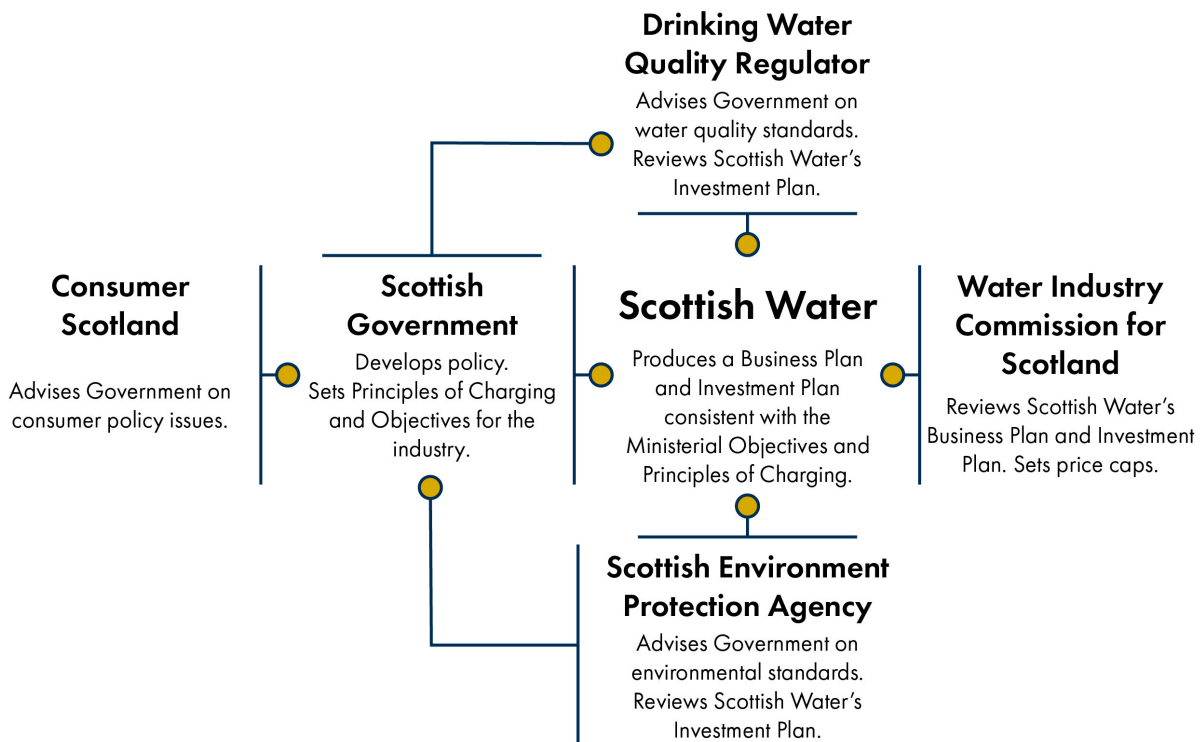 Drinking Water
Quality Regulator
Advises Government on
water quality standards.
Reviews Scottish Water’s
Investment Plan.
Consumer
Scotland
Advises Government on
consumer policy issues.
Scottish
Government
Develops policy.
Sets Principles of Charging
and Objectives for the
industry.
Scottish Water
Produces a Business Plan
and Investment Plan
consistent with the
Ministerial Objectives and
Principles of Charging.
Water Industry
Commission for
Scotland
Reviews Scottish Water’s
Business Plan and Investment
Plan. Sets price caps.
Scottish Environment
Protection Agency
Advises Government on
environmental standards.
Reviews Scottish Water’s
Investment Plan.